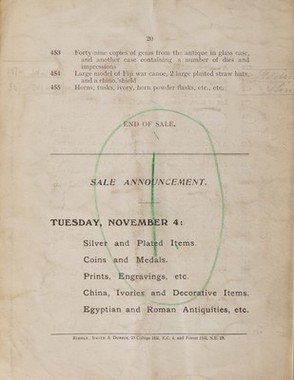 20
453 Forty-nine copies of gems from the antique in glass case,
and another case containing a number of dies and
impressions
454 Large model of Fiji war canoe, 2 large plaited straw hats,
and a rhino. shield
455 Horns, tusks, ivory, horn powder flasks, etc., etc.
END OF SALE.
SALE ANNOUNCEMENT.
TUESDAY, NOVEMBER 4:
Silver and Plated Items.
Coins and Medals.
Prints, Engravings, etc.
China, Ivories and Decorative Items.
Egyptian and Roman Antiquities, etc.